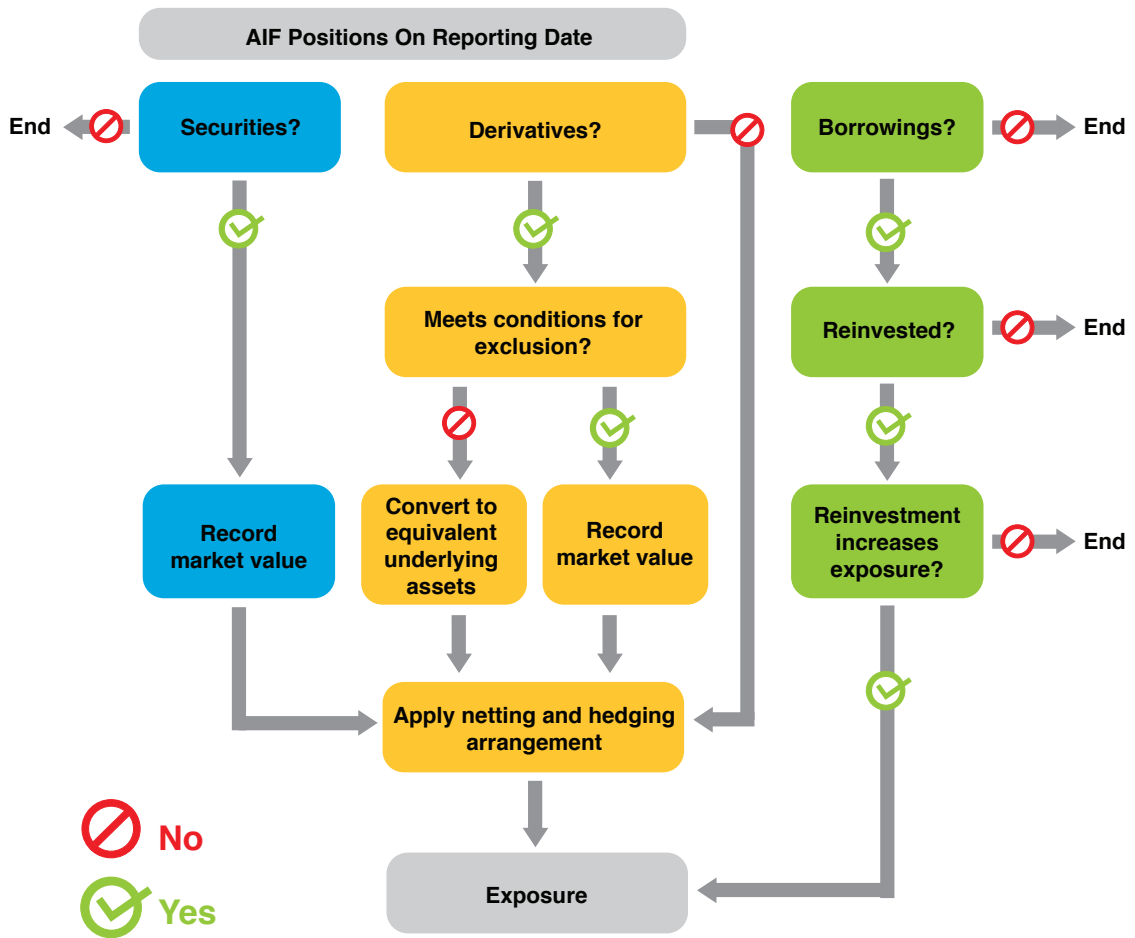 AIF Positions On Reporting Date
End
Securities?
Derivatives?
Borrowings?
End
Meets conditions for
exclusion?
Reinvested?
End
Record
market value
Convert to
equivalent
underlying
assets
Record
market value
Reinvestment
increases
exposure?
End
Apply netting and hedging
arrangement
No
Yes
Exposure